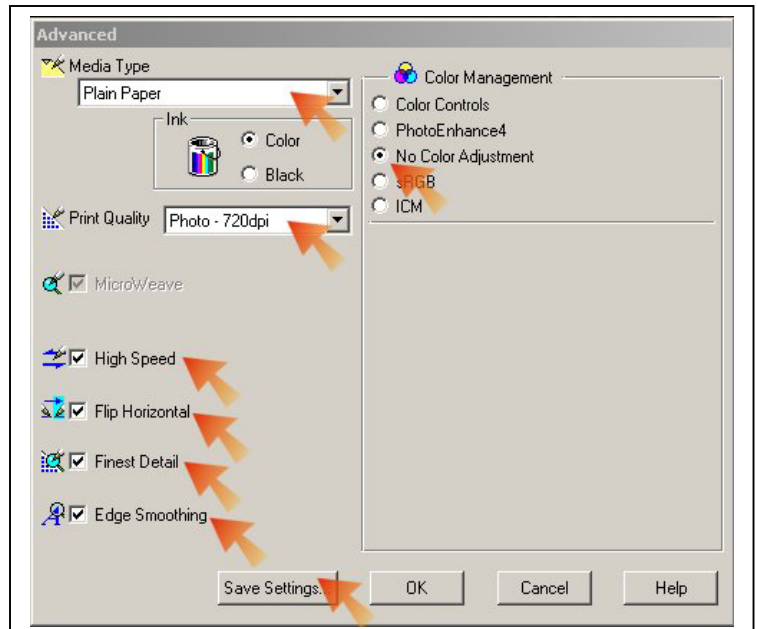 Advanced
Media Type
Plain Paper
Ink
Color
Black
Print Quality Photo - 720dpi
MicroWeave
High Speed
Flip Horizontal
Finest Detail
Edge Smoothing
Color Management
Color Controls
PhotoEnhance4
No Color Adjustment
sRGB
ICM
Save Settings... OK Cancel Help